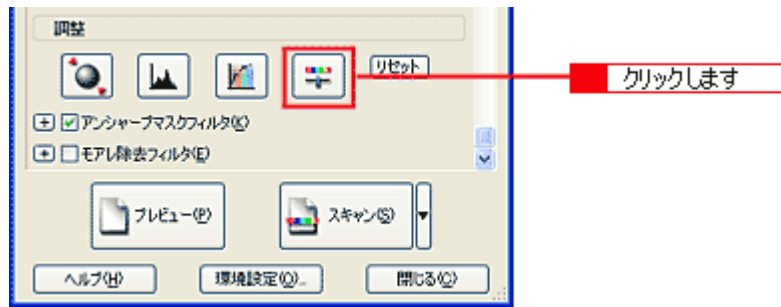 調整
リセット
クリックします
アンシャープマスクフィルタ(K)
モアレ除去フィルタ(E)
プレビュー(P)
スキャン(S)
ヘルプ(H)
環境設定(O)...
閉じる(C)